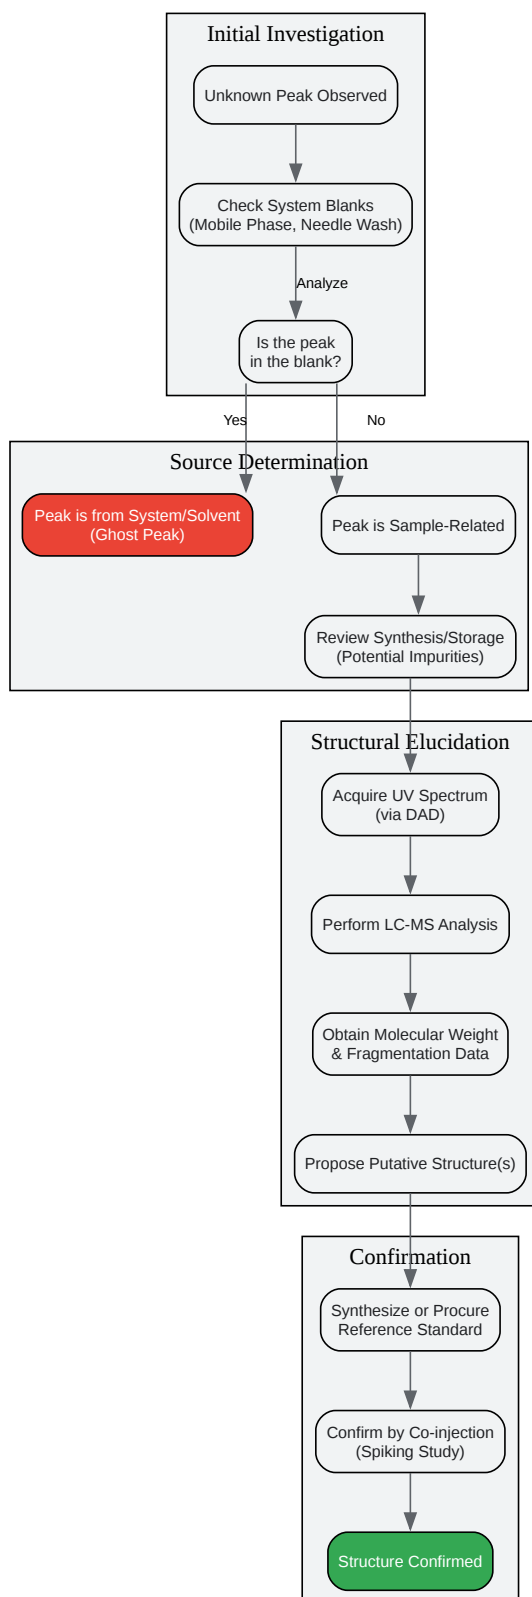 Initial Investigation
Unknown Peak Observed
Check System Blanks
(Mobile Phase, Needle Wash)
Analyze
Is the peak
in the blank?
Yes
No
Source Determination
Peak is from System/Solvent
(Ghost Peak)
Peak is Sample-Related
Review Synthesis/Storage
(Potential Impurities)
Structural Elucidation
Acquire UV Spectrum
(via DAD)
Perform LC-MS Analysis
Obtain Molecular Weight
& Fragmentation Data
Propose Putative Structure(s)
Confirmation
Synthesize or Procure
Reference Standard
Confirm by Co-injection
(Spiking Study)
Structure Confirmed